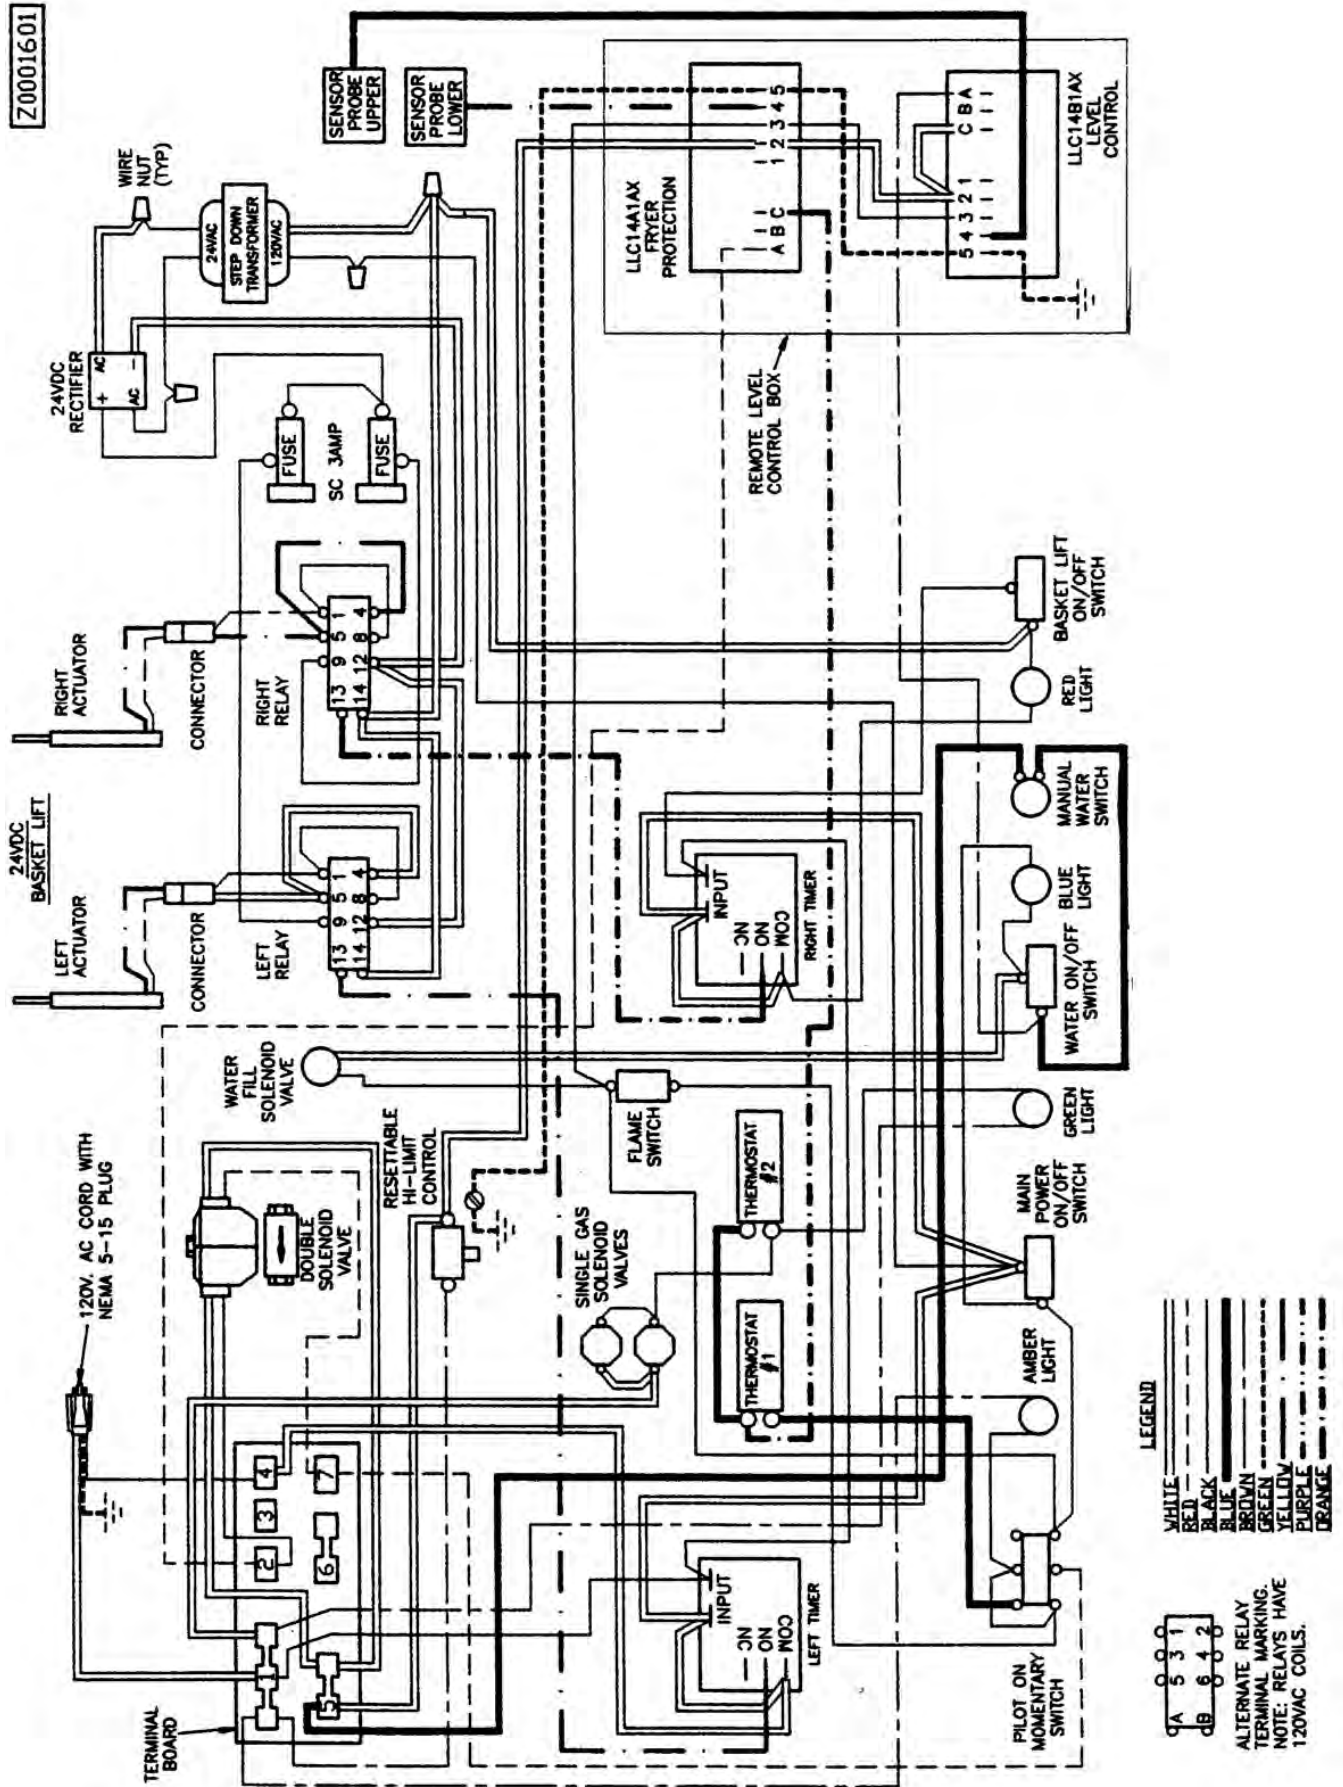 Z0001601
24VDC
BASKET LIFT
LEFT
ACTUATOR
RIGHT
ACTUATOR
CONNECTOR
CONNECTOR
24VDC
RECTIFIER
+ AC
AC −
WIRE
NUT
(TYP)
24VAC
STEP DOWN
TRANSFORMER
120VAC
SENSOR
PROBE
UPPER
SENSOR
PROBE
LOWER
FUSE
SC 3AMP
FUSE
LEFT
RELAY
13 9 5 1
14 12 8 4
RIGHT
RELAY
13 9 5 1
14 12 8 4
120V. AC CORD WITH
NEMA 5-15 PLUG
TERMINAL
BOARD
1
2
3
4
5
6
7
DOUBLE
SOLENOID
VALVE
WATER
FILL
SOLENOID
VALVE
RESETTABLE
HI-LIMIT
CONTROL
SINGLE GAS
SOLENOID
VALVES
FLAME
SWITCH
THERMOSTAT
#1
THERMOSTAT
#2
LLC14A1AX
FRYER
PROTECTION
A B C
1 2 3 4 5
REMOTE LEVEL
CONTROL BOX
5 4 3 2 1
C B A
LLC14B1AX
LEVEL
CONTROL
INPUT
NC
NO
COM
LEFT TIMER
INPUT
NC
NO
COM
RIGHT TIMER
PILOT ON
MOMENTARY
SWITCH
AMBER
LIGHT
MAIN
POWER
ON/OFF
SWITCH
GREEN
LIGHT
WATER ON/OFF
SWITCH
BLUE
LIGHT
MANUAL
WATER
SWITCH
RED
LIGHT
BASKET LIFT
ON/OFF
SWITCH
A 5 3 1
B 6 4 2
ALTERNATE RELAY
TERMINAL MARKING.
NOTE: RELAYS HAVE
120VAC COILS.
LEGEND
WHITE
RED
BLACK
BLUE
BROWN
GREEN
YELLOW
PURPLE
ORANGE